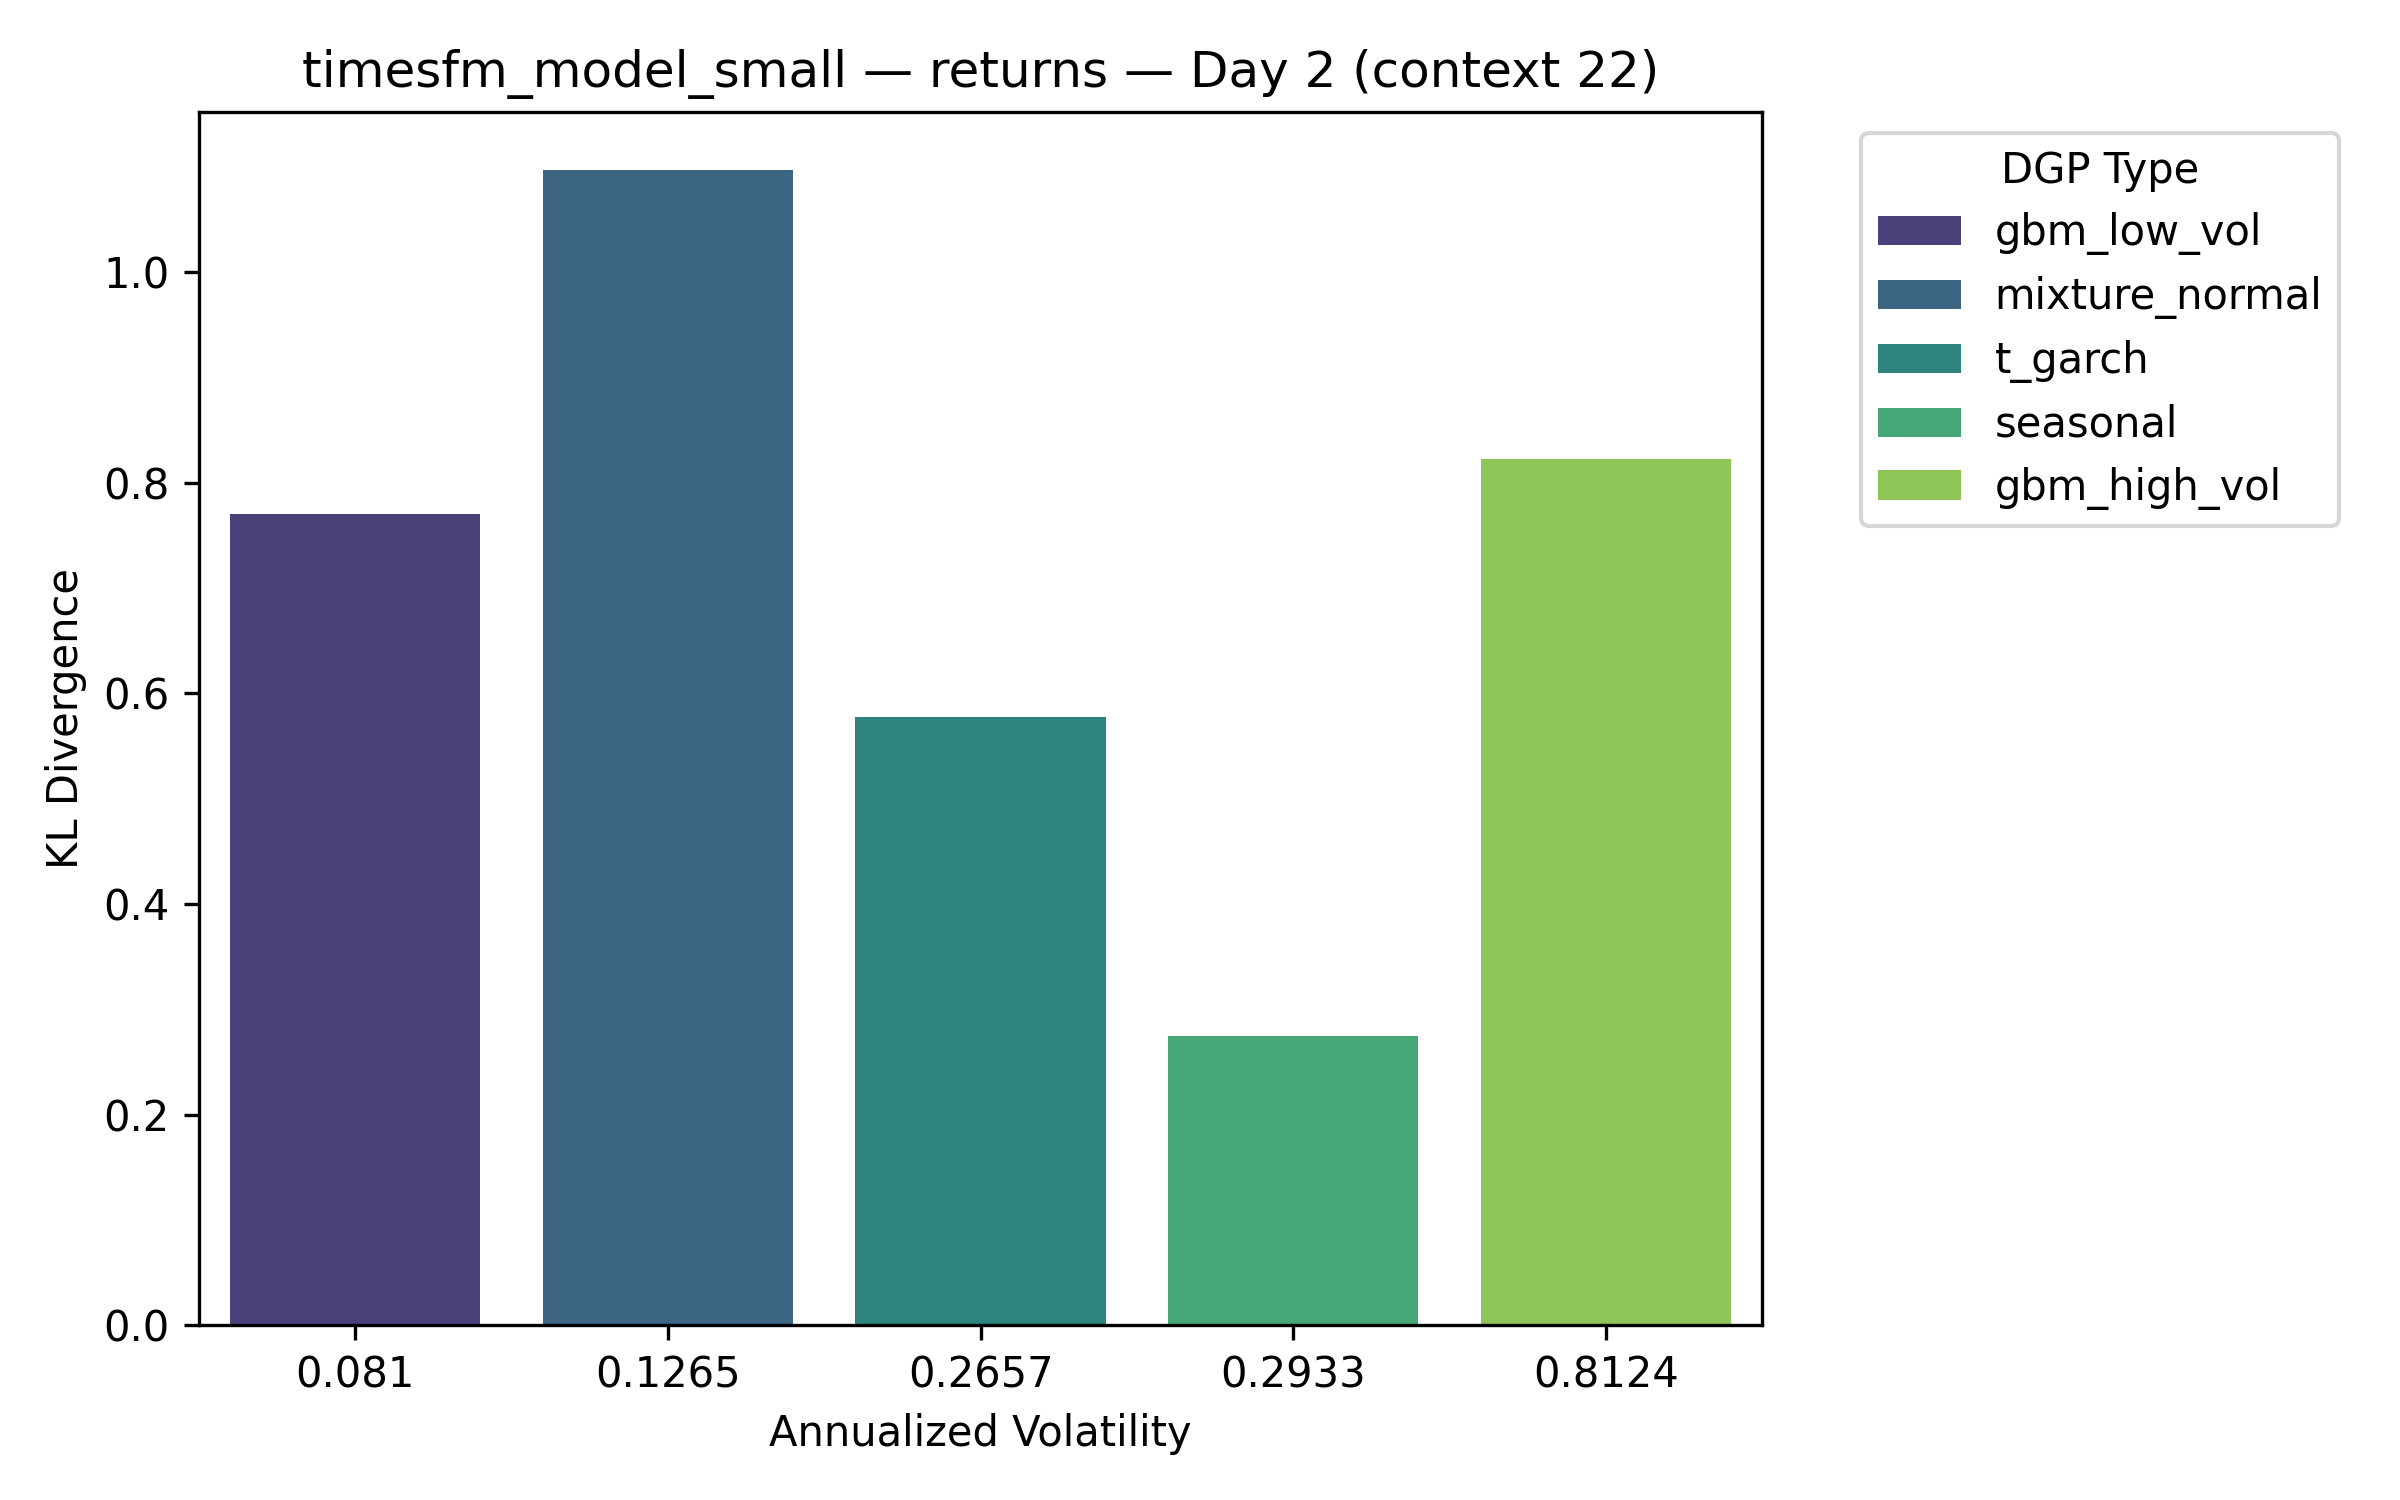 timesfm_model_small — returns — Day 2 (context 22)
DGP Type
gbm_low_vol
mixture_normal
t_garch
seasonal
gbm_high_vol
KL Divergence
1.0
0.8
0.6
0.4
0.2
0.0
0.081 0.1265 0.2657 0.2933 0.8124
Annualized Volatility